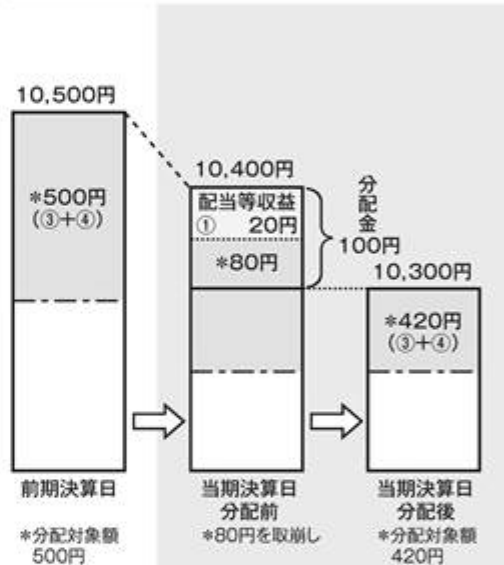 10,500円
*500円
(③+④)
前期決算日
*分配対象額
500円
10,400円
配当等収益
① 20円
*80円
分配金
100円
当期決算日
分配前
*80円を取崩し
10,300円
*420円
(③+④)
当期決算日
分配後
*分配対象額
420円